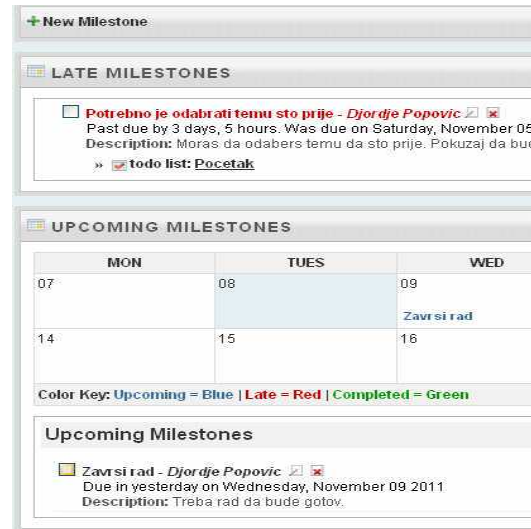 New Milestone
LATE MILESTONES
Potrebno je odabrati temu sto prije - Djordje Popovic
Past due by 3 days, 5 hours. Was due on Saturday, November 05
Description: Moras da odabers temu da sto prije. Pokuzaj da bu
» todo list: Pocetak
UPCOMING MILESTONES
MON TUES WED
07 08 09
Zavrsi rad
14 15 16
Color Key: Upcoming = Blue | Late = Red | Completed = Green
Upcoming Milestones
Zavrsi rad - Djordje Popovic
Due in yesterday on Wednesday, November 09 2011
Description: Treba rad da bude gotov.